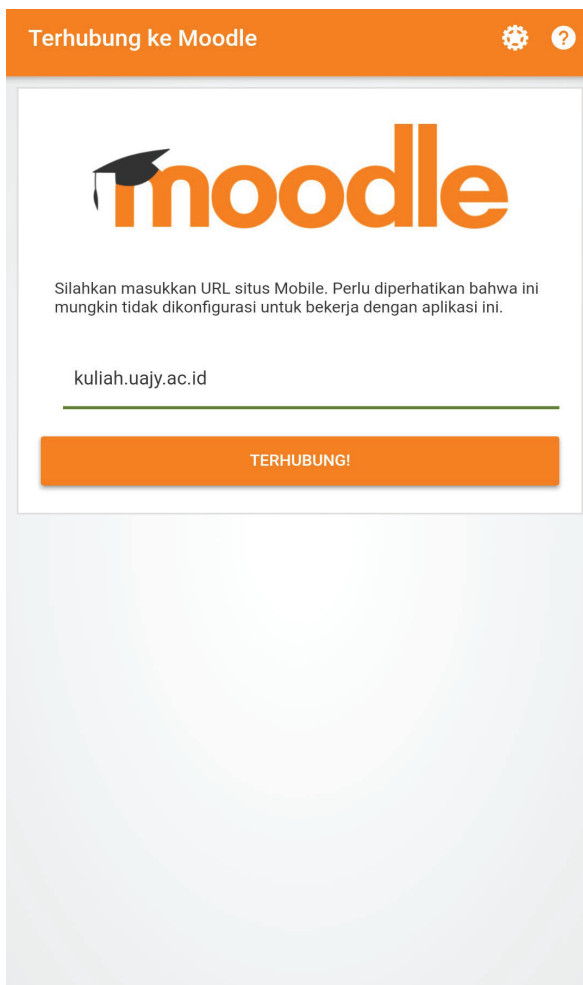 Terhubung ke Moodle
moodle
Silahkan masukkan URL situs Mobile. Perlu diperhatikan bahwa ini
mungkin tidak dikonfigurasi untuk bekerja dengan aplikasi ini.
kuliah.uajy.ac.id
TERHUBUNG!